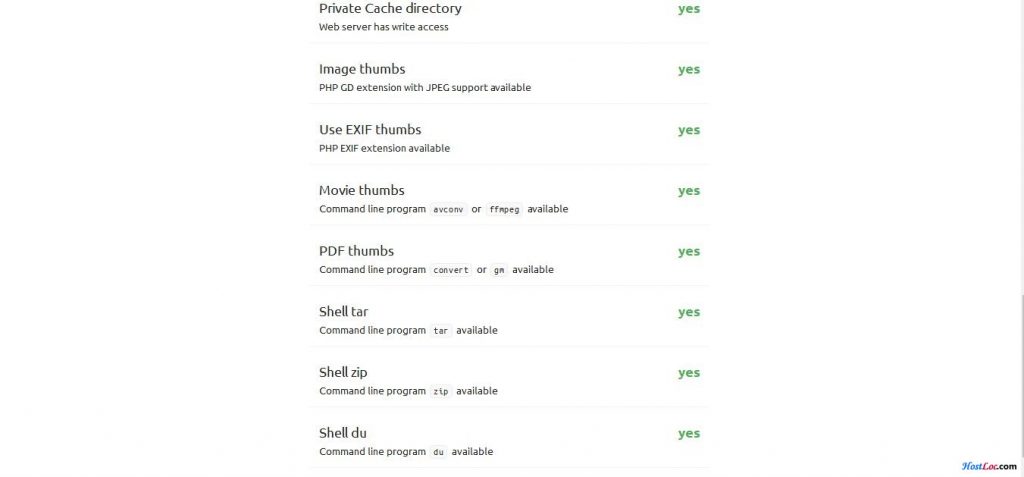 Private Cache directory yes
Web server has write access
Image thumbs yes
PHP GD extension with JPEG support available
Use EXIF thumbs yes
PHP EXIF extension available
Movie thumbs yes
Command line program avconv or ffmpeg available
PDF thumbs yes
Command line program convert or gm available
Shell tar yes
Command line program tar available
Shell zip yes
Command line program zip available
Shell du yes
Command line program du available
HostLoc.com